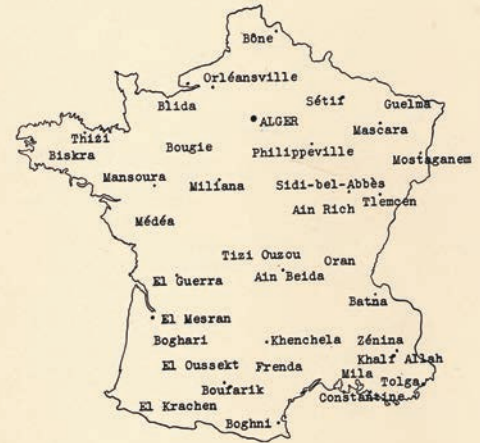 Bône
Orléansville
Blida
Sétif
Guelma
ALGER
Mascara
Thizi
Bougie
Philippeville
Biskra
Mostaganem
Mansoura
Miliana
Sidi-bel-Abbès
Ain Rich
Tlemcen
Médéa
Tizi Ouzou
Oran
El Guerra
Ain Beida
Batna
El Mesran
Boghari
Khenchela
Zénina
Khalf Allah
El Oussekt
Frenda
Mila
Tolga
Boufarik
Constantine
El Krachen
Boghni